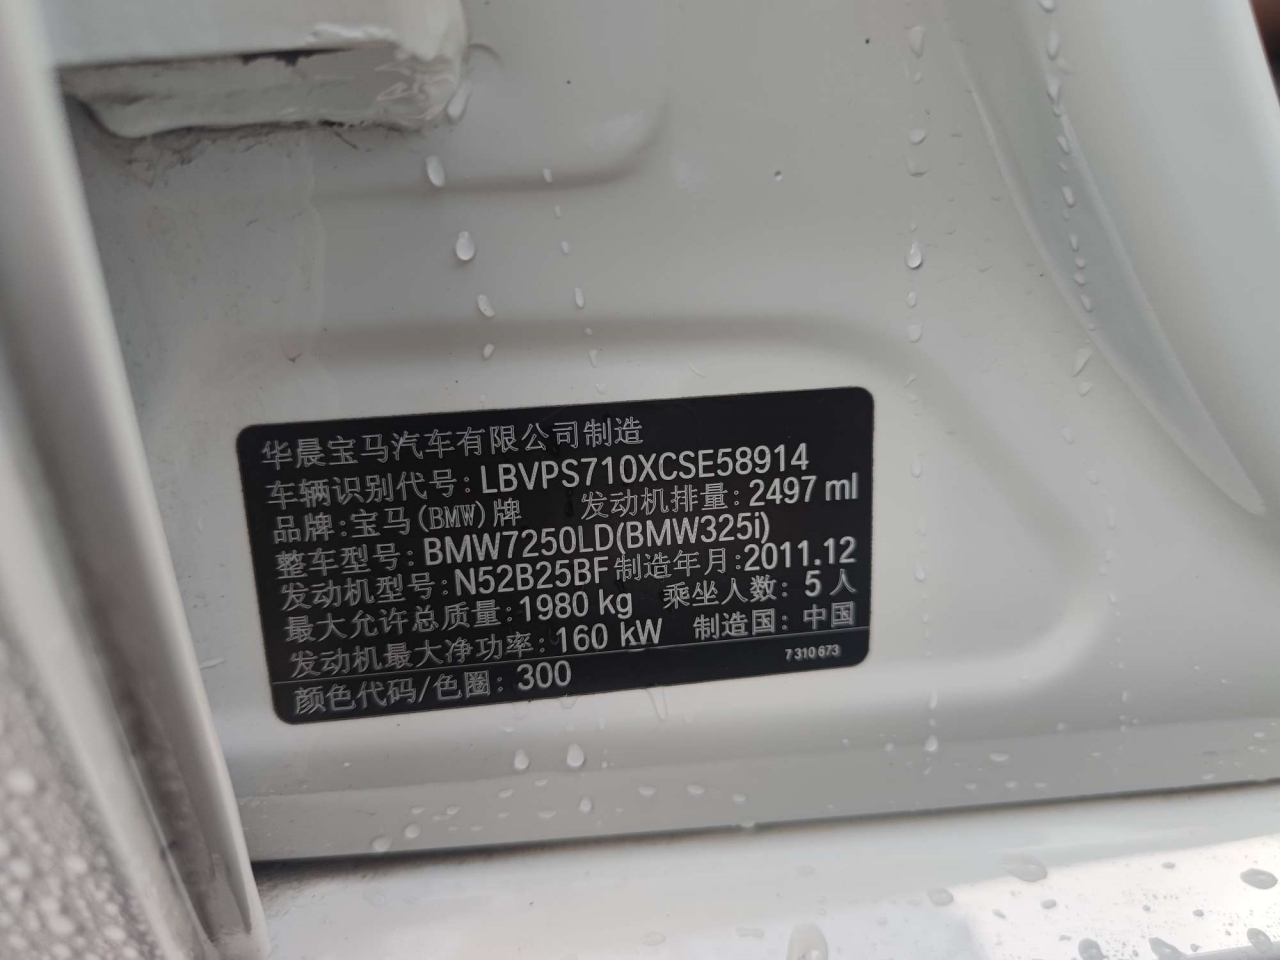 华晨宝马汽车有限公司制造
车辆识别代号: LBVPS710XCSE58914
品牌: 宝马(BMW)牌 发动机排量: 2497 ml
整车型号: BMW7250LD(BMW325i)
发动机型号: N52B25BF 制造年月: 2011.12
最大允许总质量: 1980 kg 乘坐人数: 5 人
发动机最大净功率: 160 kW 制造国: 中国
颜色代码/色圈: 300 7 310 673